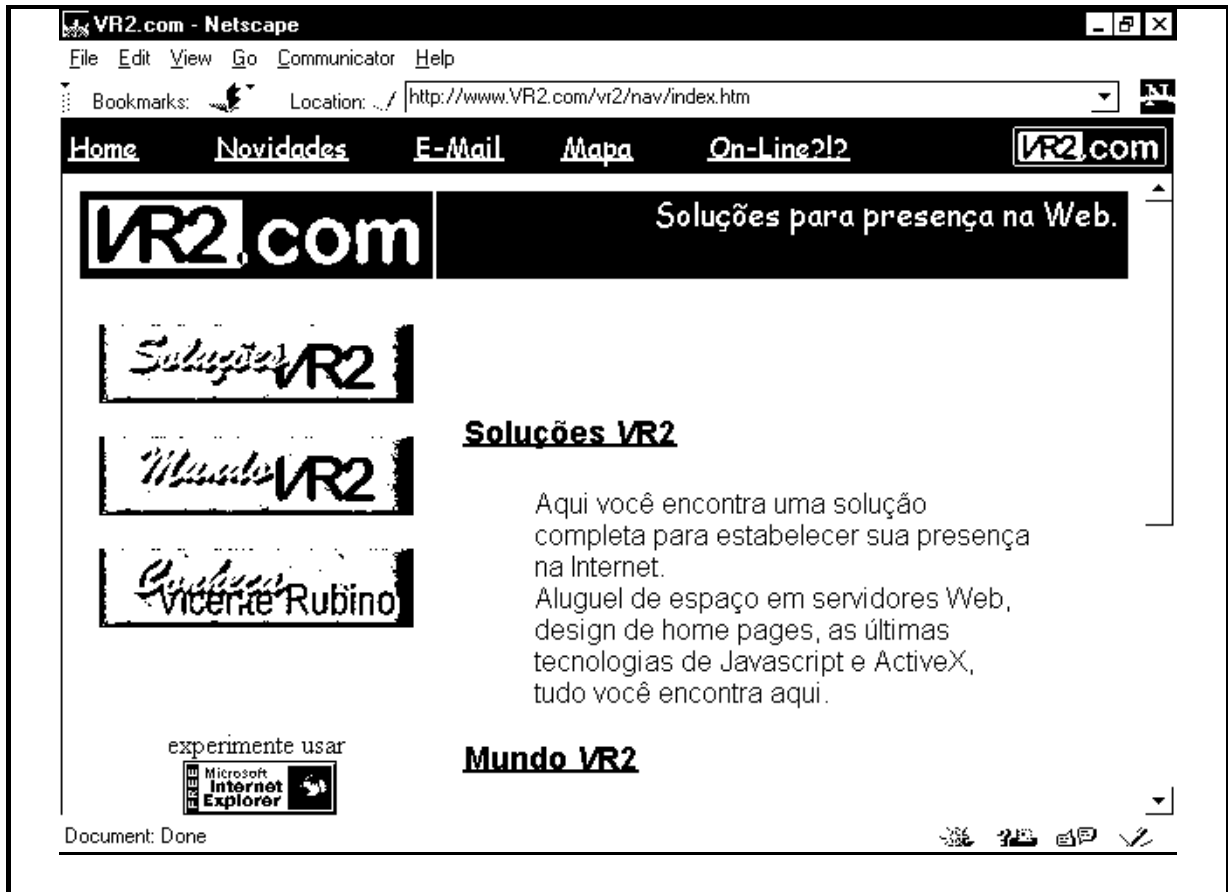 VR2.com - Netscape
File Edit View Go Communicator Help
Bookmarks: Location: http://www.VR2.com/vr2/nav/index.htm N
Home Novidades E-Mail Mapa On-Line?!? VR2.com
VR2.com Soluções para presença na Web.
Soluções VR2
Mundo VR2
Conheça
Vicente Rubino
experimente usar
FREE Microsoft
Internet
Explorer
Soluções VR2
Aqui você encontra uma solução
completa para estabelecer sua presença
na Internet.
Aluguel de espaço em servidores Web,
design de home pages, as últimas
tecnologias de Javascript e ActiveX,
tudo você encontra aqui.
Mundo VR2
Document: Done